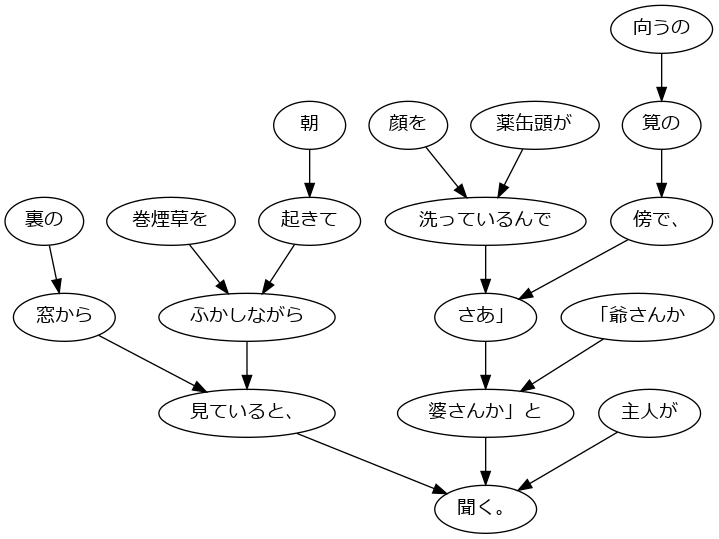 向うの
朝
顔を
薬缶頭が
筧の
裏の
巻煙草を
起きて
洗っているんで
傍で、
窓から
ふかしながら
さあ」
「爺さんか
見ていると、
婆さんか」と
主人が
聞く。